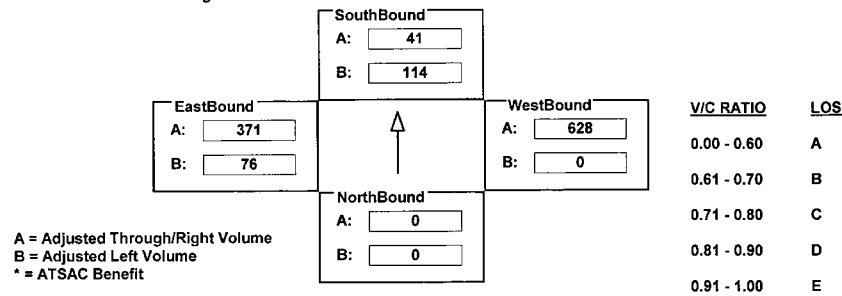 SouthBound
A: 41
B: 114
EastBound
A: 371
B: 76
WestBound
A: 628
B: 0
NorthBound
A: 0
B: 0
A = Adjusted Through/Right Volume
B = Adjusted Left Volume
* = ATSAC Benefit
V/C RATIO LOS
0.00 - 0.60 A
0.61 - 0.70 B
0.71 - 0.80 C
0.81 - 0.90 D
0.91 - 1.00 E